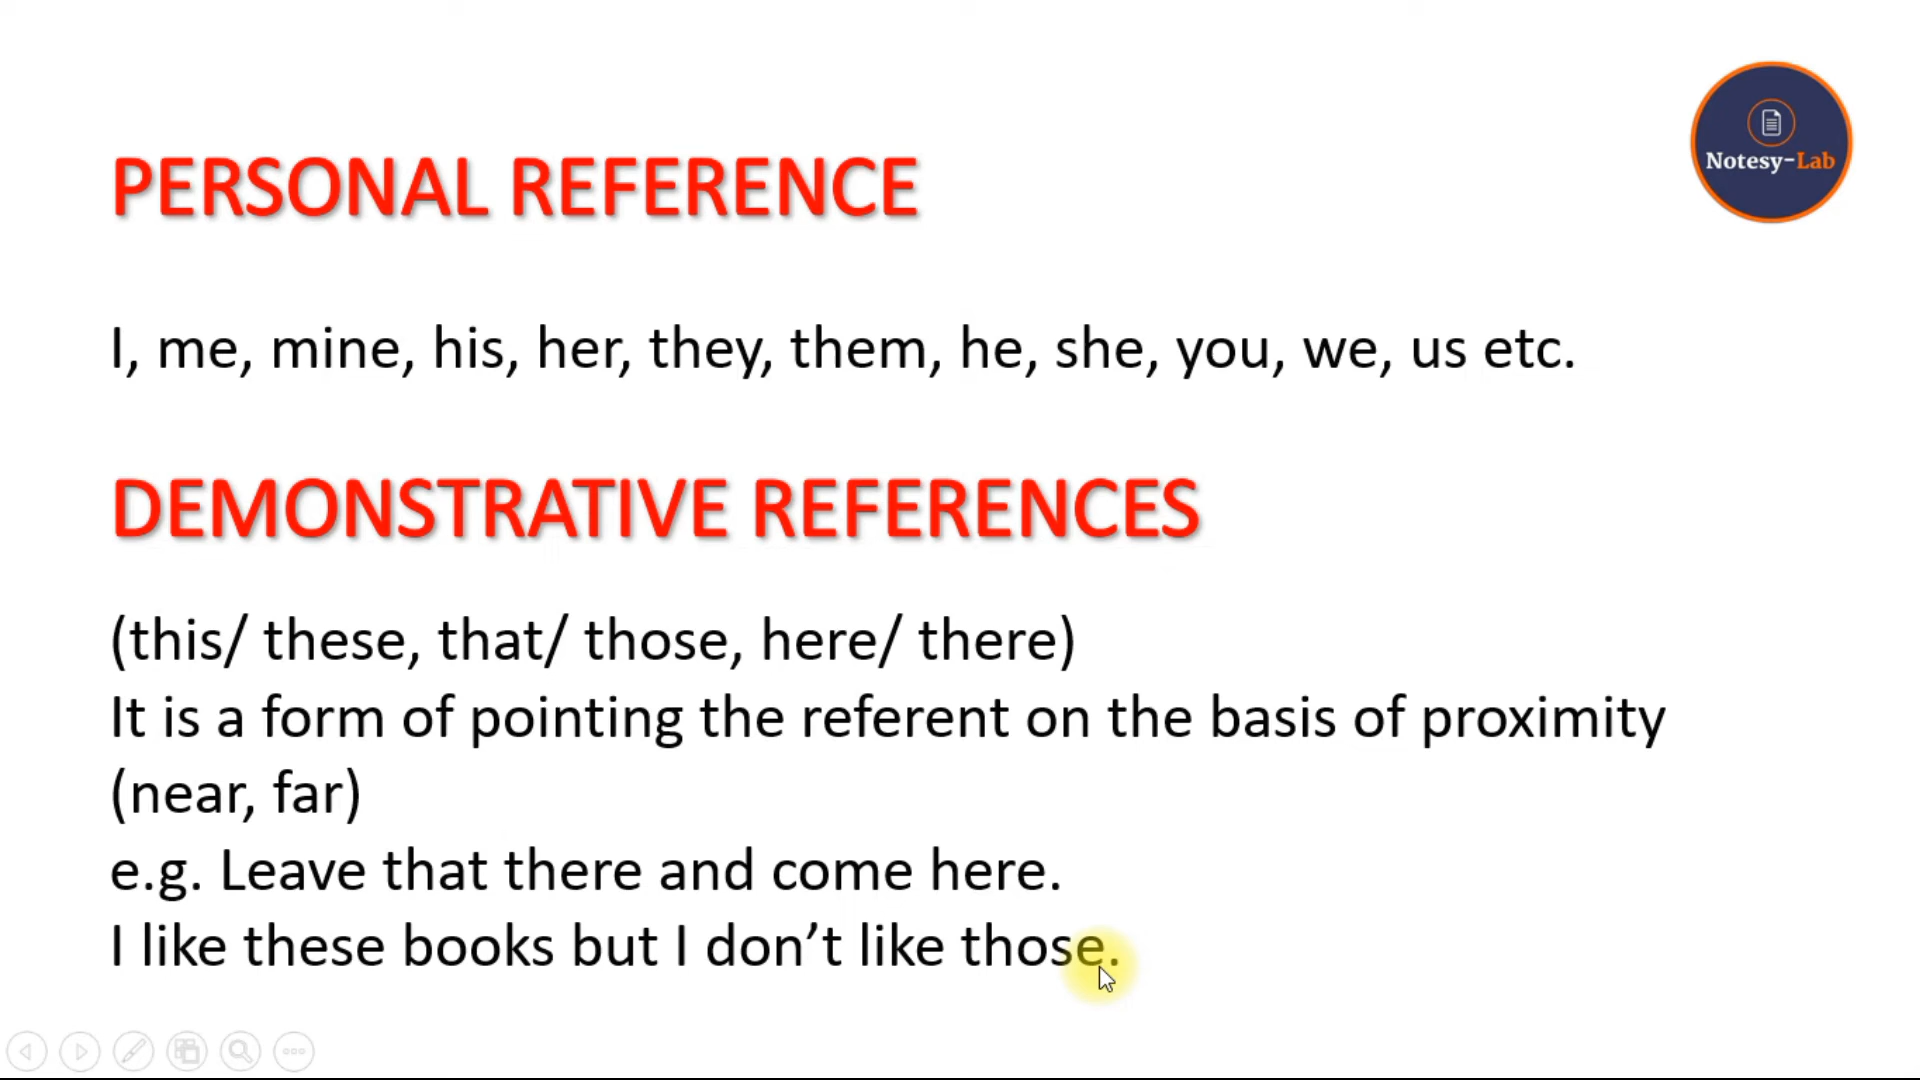 Notesy-Lab
PERSONAL REFERENCE
I, me, mine, his, her, they, them, he, she, you, we, us etc.
DEMONSTRATIVE REFERENCES
(this/ these, that/ those, here/ there)
It is a form of pointing the referent on the basis of proximity
(near, far)
e.g. Leave that there and come here.
I like these books but I don’t like those.